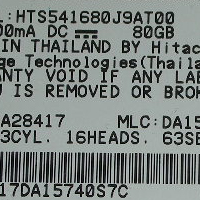 :HTS541680J9AT00
00mA DC 80GB
IN THAILAND BY Hitac
ge Technologies(Thaila
ANTY VOID IF ANY LAB
IS REMOVED OR BROK
A28417 MLC:DA15
3CYL. 16HEADS. 63SE
17DA15740S7C